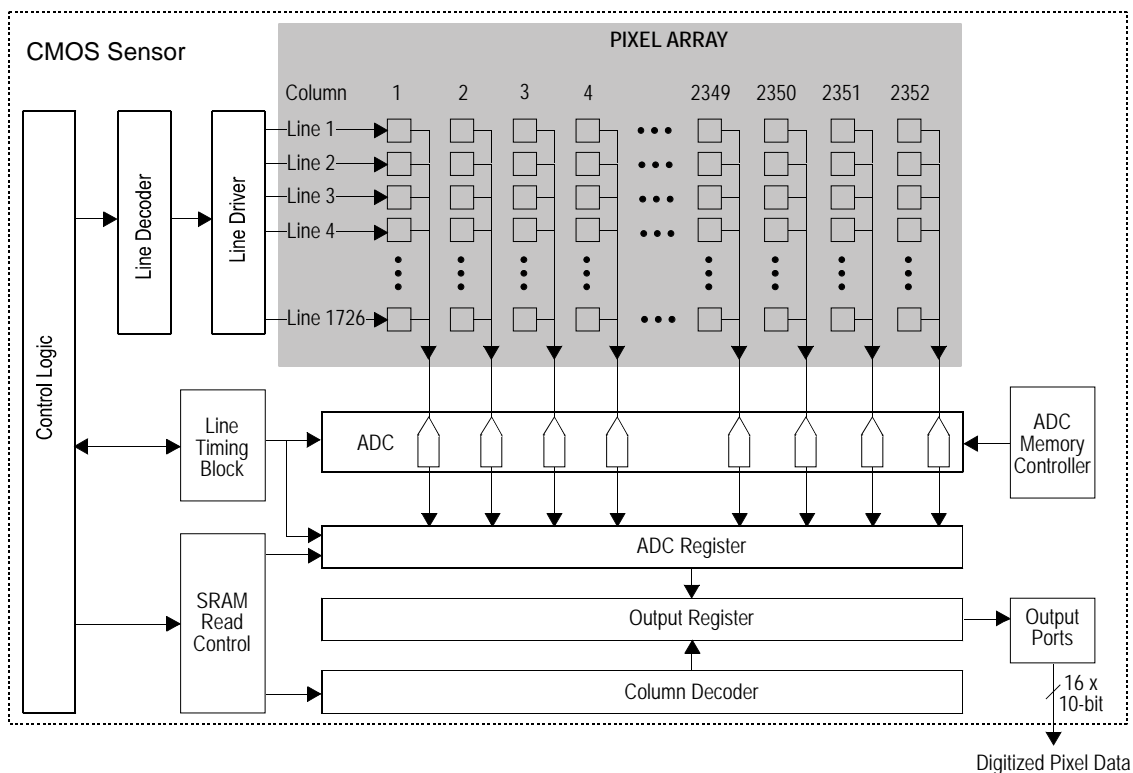 CMOS Sensor
PIXEL ARRAY
Column 1 2 3 4 2349 2350 2351 2352
Line 1
Line 2
Line 3
Line 4
Line 1726
Control Logic
Line Decoder
Line Driver
Line
Timing
Block
ADC
ADC
Memory
Controller
ADC Register
SRAM
Read
Control
Output Register
Output
Ports
Column Decoder
16 x
10-bit
Digitized Pixel Data